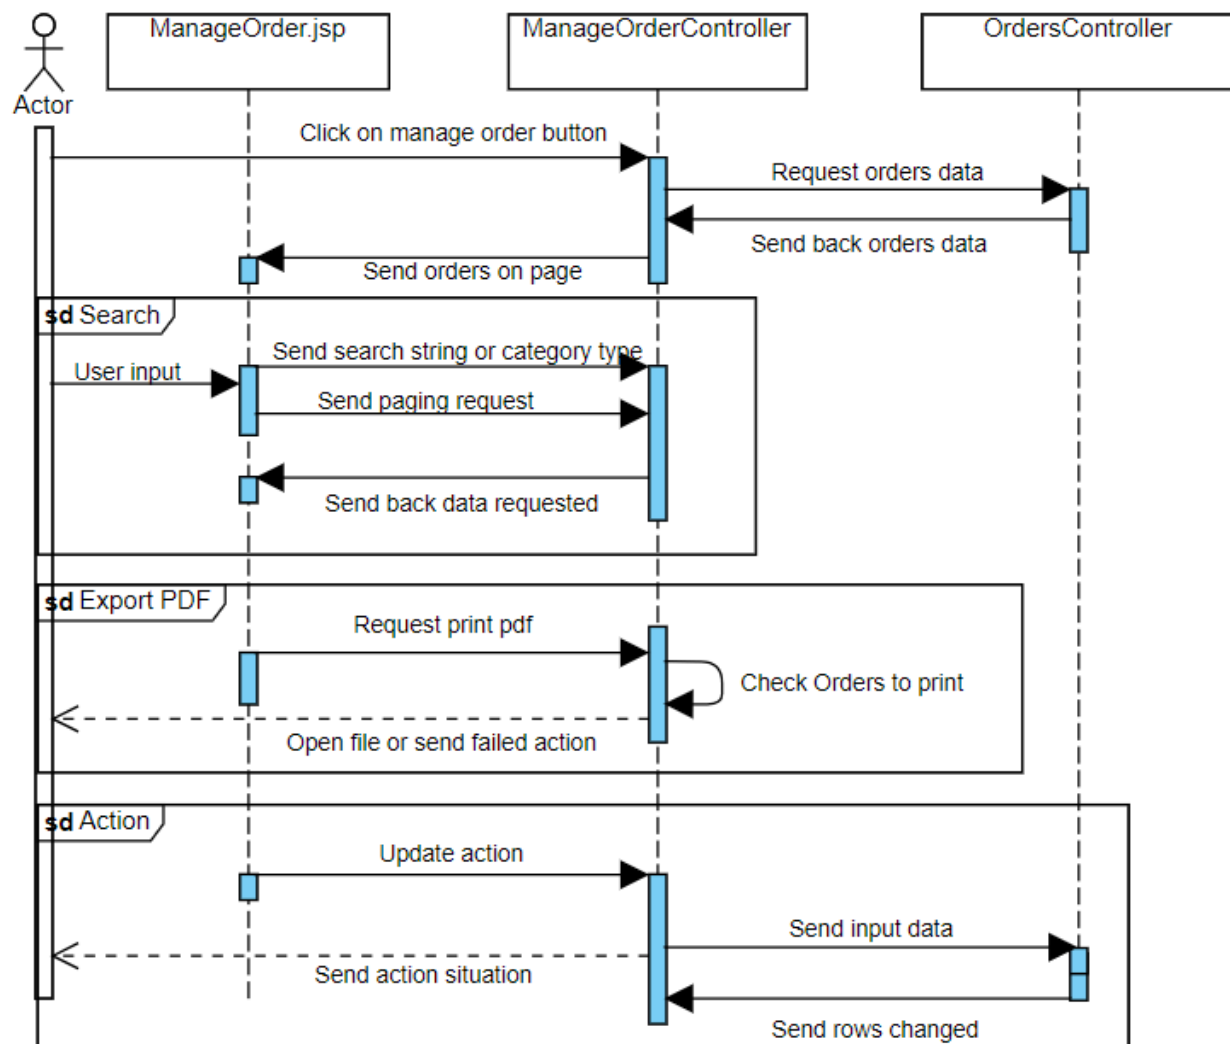 ManageOrder.jsp
ManageOrderController
OrdersController
Actor
Click on manage order button
Request orders data
Send back orders data
Send orders on page
sd Search
Send search string or category type
User input
Send paging request
Send back data requested
sd Export PDF
Request print pdf
Check Orders to print
Open file or send failed action
sd Action
Update action
Send input data
Send action situation
Send rows changed